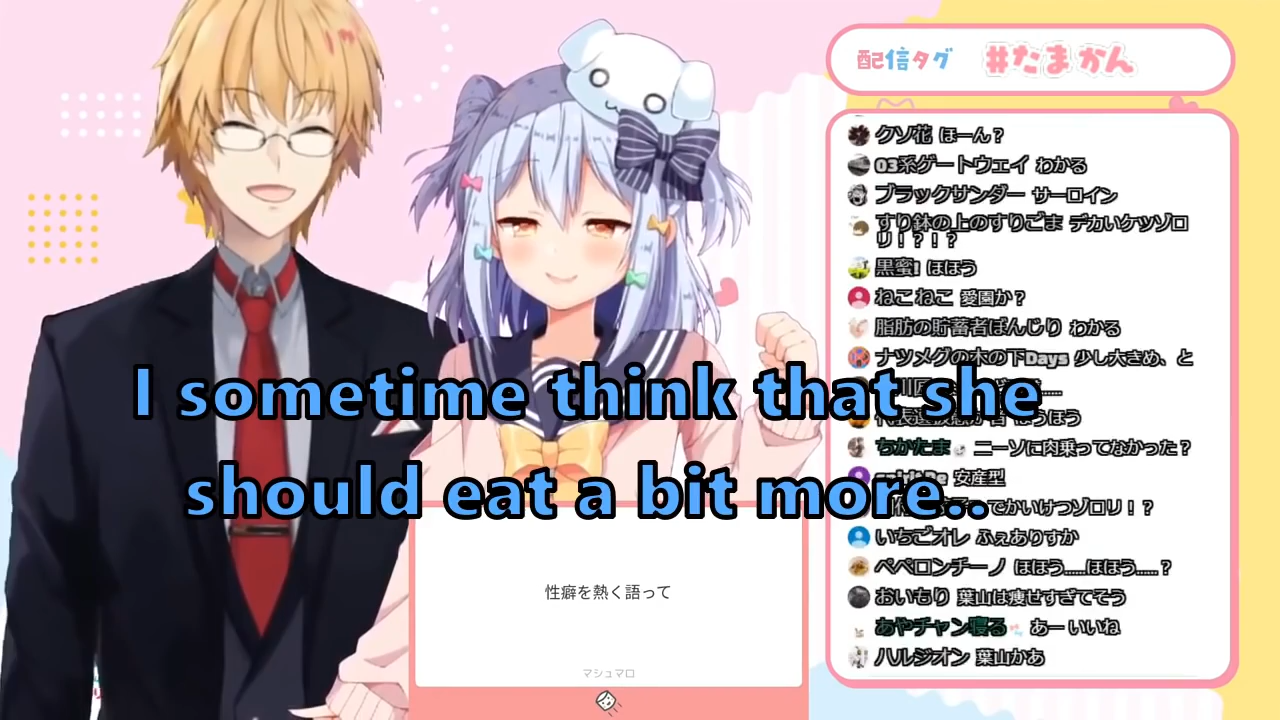 配信タグ #たまかん
クソ花 ほーん？
03系ゲートウェイ わかる
ブラックサンダー サーロイン
すり鉢の上のすりごま デカいケツゾロ
リ！？！？
黒蜜! ほほう
ねこねこ 愛園か？
脂肪の貯蓄者ぼんじり わかる
ナツメグの木の下Days 少し大きめ、と
I sometime think that she
ちかたま ニーソに肉乗ってなかった？
安産型
should eat a bit more..
でかいけつゾロリ！？
いちごオレ ふぇありすか
ペペロンチーノ ほほう......ほほう......？
性癖を熱く語って
おいもり 葉山は痩せすぎてそう
あやチャン寝る あー いいね
ハルジオン 葉山かあ
マシュマロ